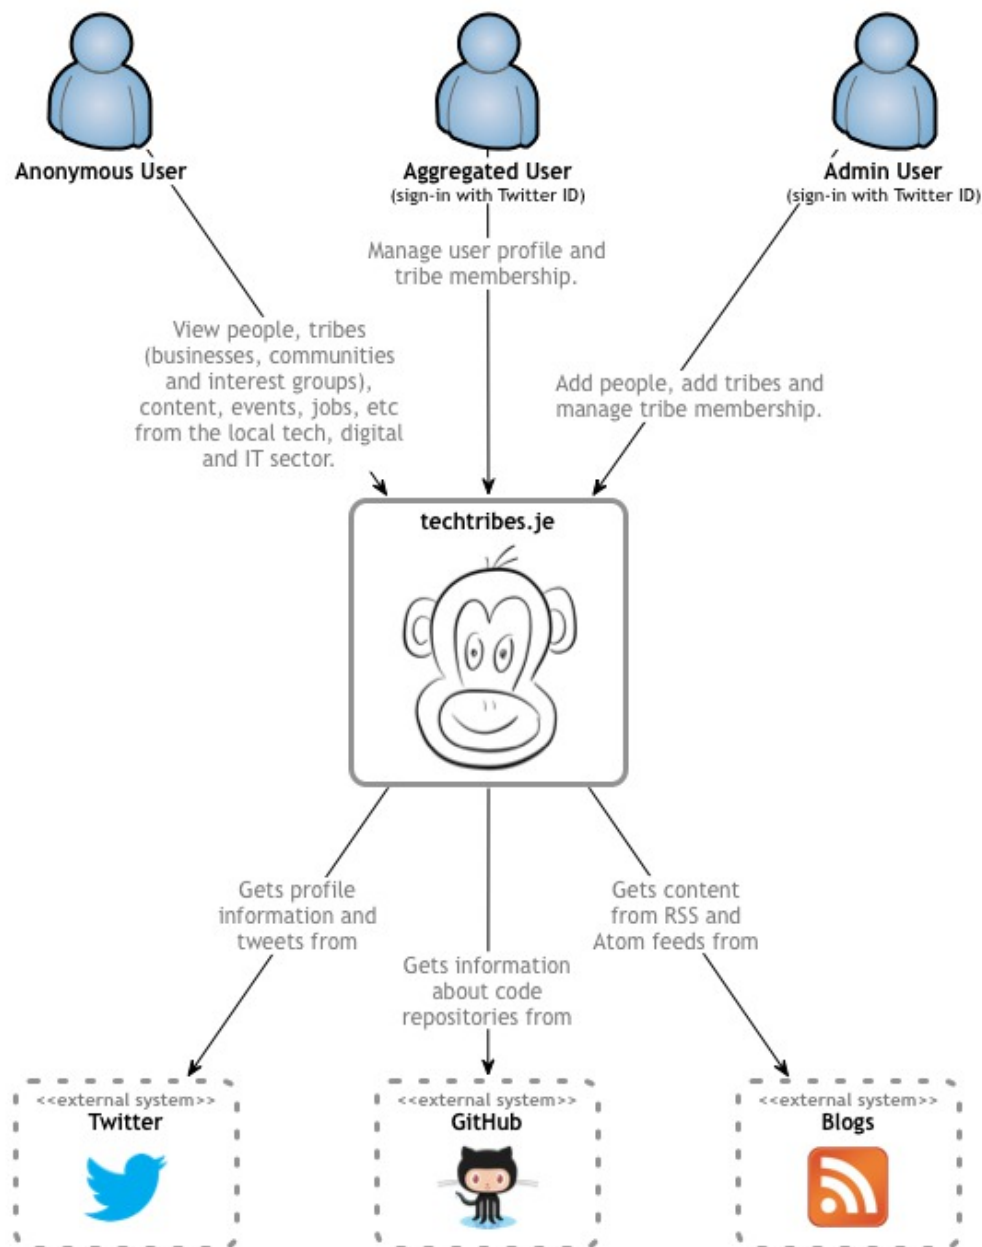 Anonymous User
Aggregated User
(sign-in with Twitter ID)
Admin User
(sign-in with Twitter ID)
Manage user profile and
tribe membership.
View people, tribes
(businesses, communities
and interest groups),
content, events, jobs, etc
from the local tech, digital
and IT sector.
Add people, add tribes and
manage tribe membership.
techtribes.je
Gets profile
information and
tweets from
Gets information
about code
repositories from
Gets content
from RSS and
Atom feeds from
<<external system>>
Twitter
<<external system>>
GitHub
<<external system>>
Blogs